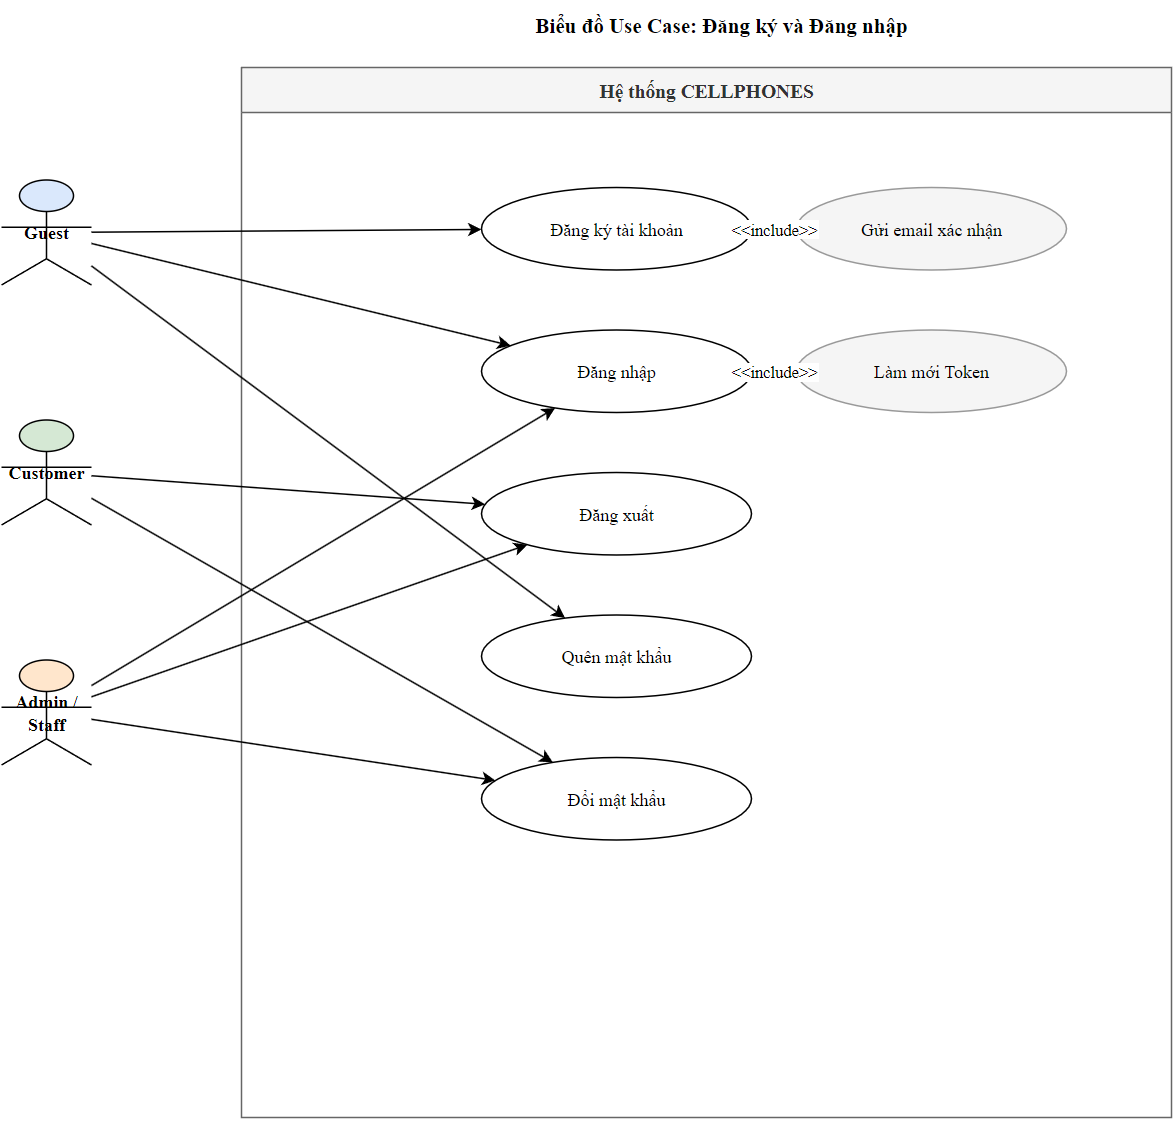 Biểu đồ Use Case: Đăng ký và Đăng nhập
Hệ thống CELLPHONES
Guest
Đăng ký tài khoản
<<include>>
Gửi email xác nhận
Đăng nhập
<<include>>
Làm mới Token
Customer
Đăng xuất
Quên mật khẩu
Admin /
Staff
Đổi mật khẩu